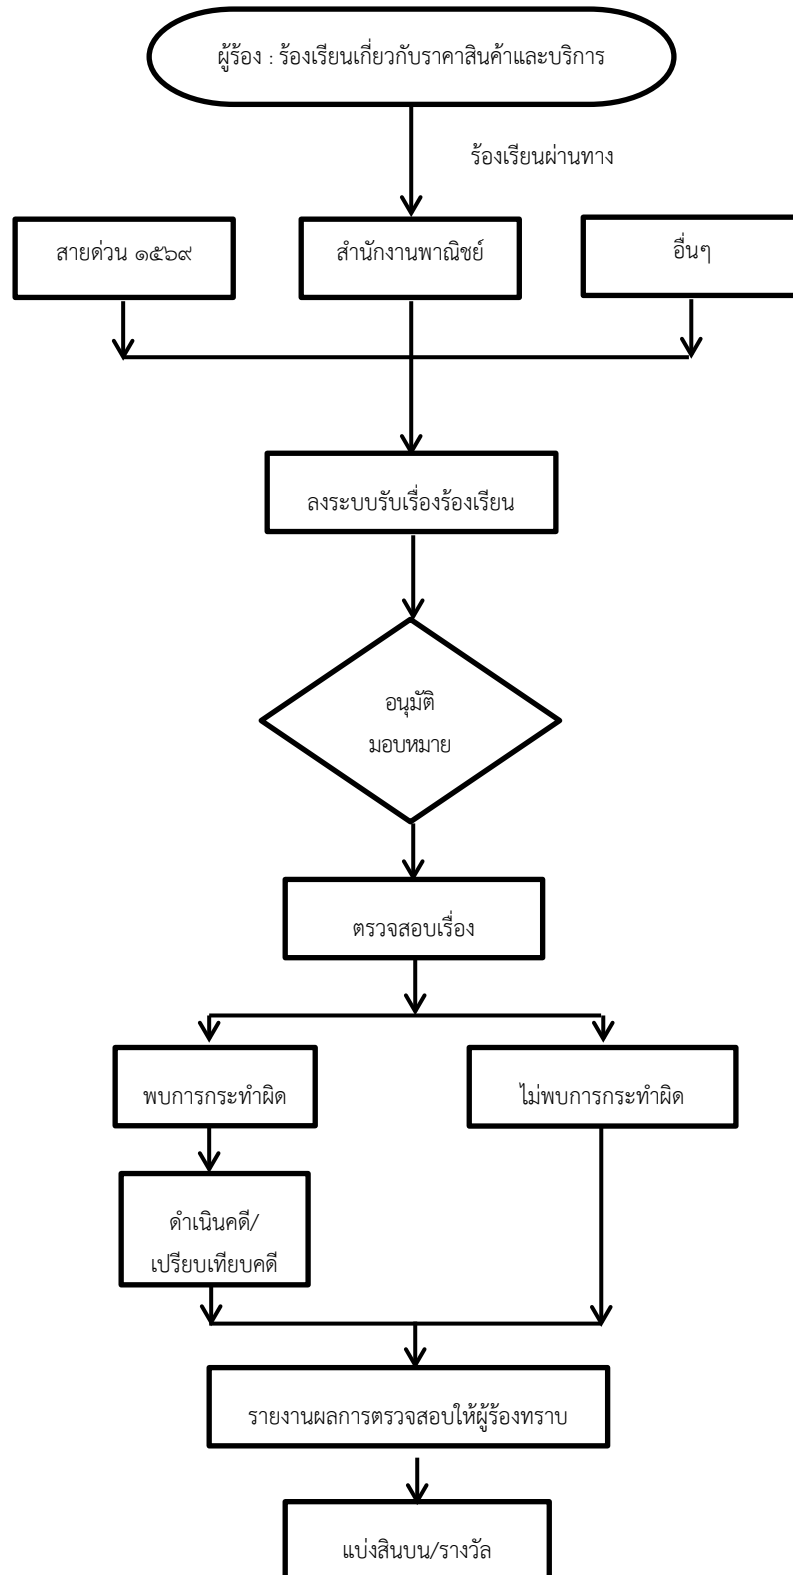 ผู้ร้อง : ร้องเรียนเกี่ยวกับราคาสินค้าและบริการ
ร้องเรียนผ่านทาง
สายด่วน ๑๕๖๙
สำนักงานพาณิชย์
อื่นๆ
ลงระบบรับเรื่องร้องเรียน
อนุมัติ
มอบหมาย
ตรวจสอบเรื่อง
พบการกระทำผิด
ไม่พบการกระทำผิด
ดำเนินคดี/
เปรียบเทียบคดี
รายงานผลการตรวจสอบให้ผู้ร้องทราบ
แบ่งสินบน/รางวัล